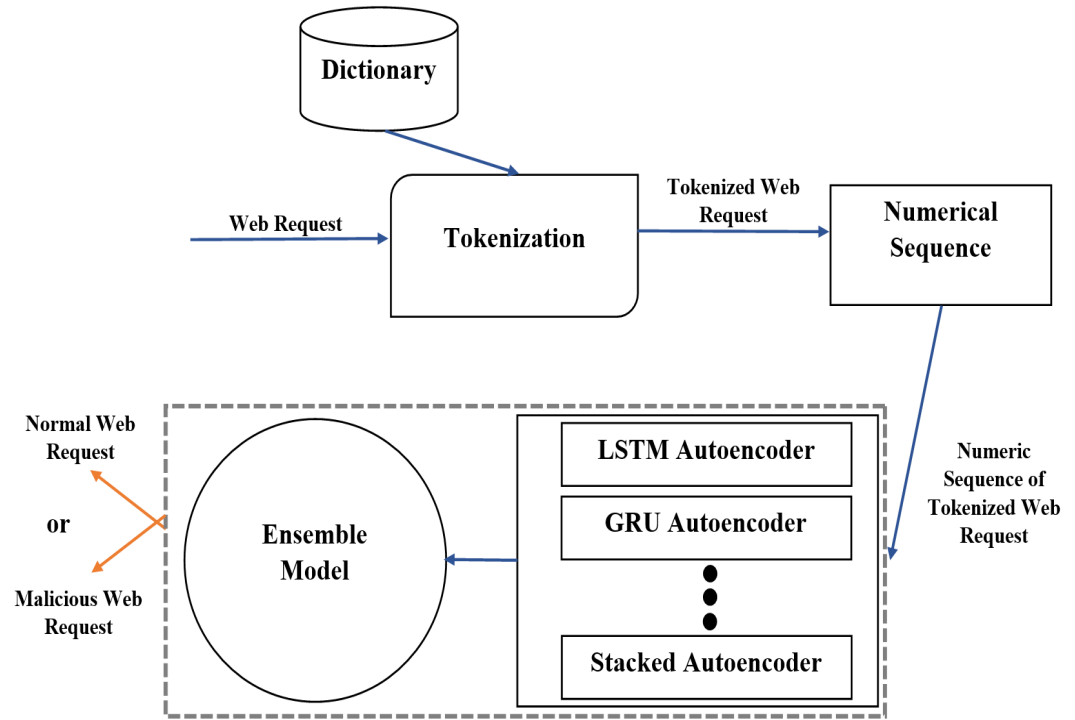 Dictionary
Web Request
Tokenization
Tokenized Web
Request
Numerical
Sequence
Numeric
Sequence of
Tokenized Web
Request
LSTM Autoencoder
GRU Autoencoder
Stacked Autoencoder
Ensemble
Model
Normal Web
Request
or
Malicious Web
Request